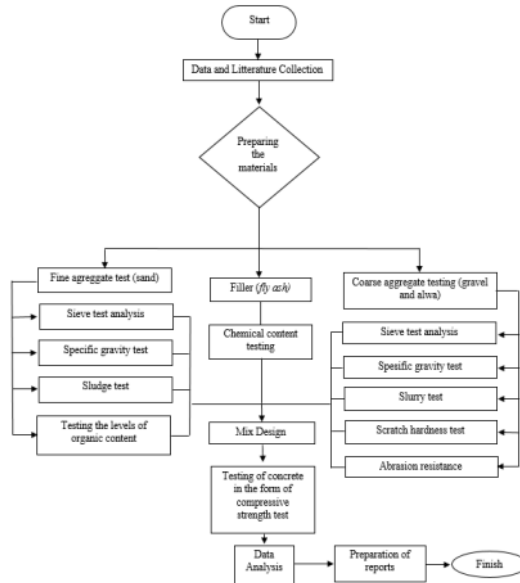 Start
Data and Litterature Collection
Preparing
the
materials
Fine agreggate test (sand)
Sieve test analysis
Specific gravity test
Sludge test
Testing the levels of
organic content
Filler (fly ash)
Chemical content
testing
Coarse aggregate testing (gravel
and alwa)
Sieve test analysis
Spesific gravity test
Slurry test
Scratch hardness test
Abrasion resistance
Mix Design
Testing of concrete
in the form of
compressive
strength test
Data
Analysis
Preparation of
reports
Finish